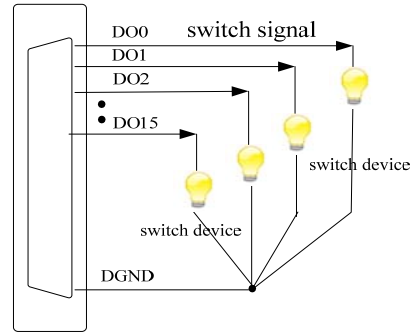 DO0 switch signal
DO1
DO2
DO15
switch device
switch device
DGND